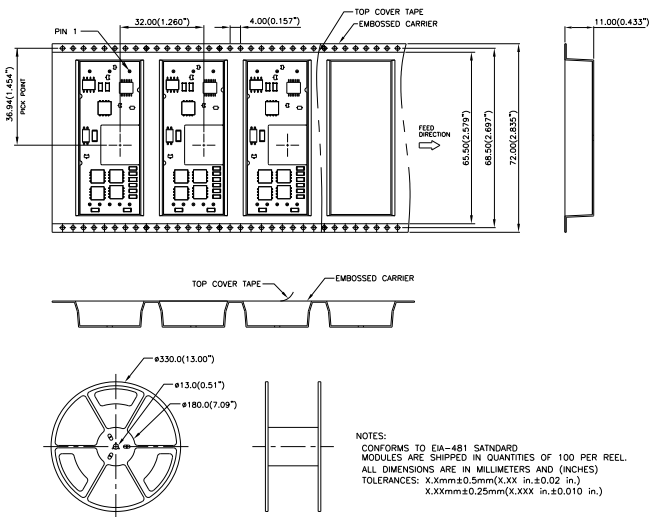 TOP COVER TAPE
EMBOSSED CARRIER
32.00(1.260")
4.00(0.157")
11.00(0.433")
PIN 1
36.94(1.454")
PICK POINT
FEED
DIRECTION
65.50(2.579")
68.50(2.697")
72.00(2.835")
TOP COVER TAPE
EMBOSSED CARRIER
ø330.0(13.00")
ø13.0(0.51")
ø180.0(7.09")
NOTES:
CONFORMS TO EIA-481 SATNDARD
MODULES ARE SHIPPED IN QUANTITIES OF 100 PER REEL.
ALL DIMENSIONS ARE IN MILLIMETERS AND (INCHES)
TOLERANCES: X.Xmm±0.5mm(X.XX in.±0.02 in.)
X.XXmm±0.25mm(X.XXX in.±0.010 in.)